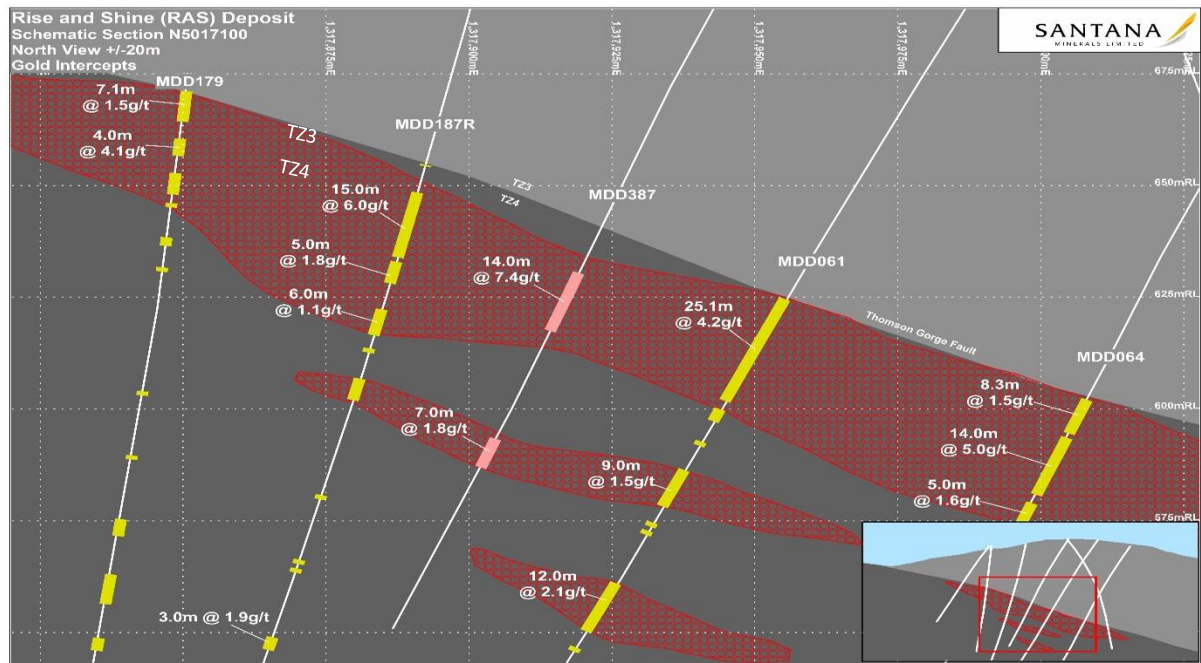 Rise and Shine (RAS) Deposit
Schematic Section N5017100
North View +/-20m
Gold Intercepts
SANTANA
MINERALS LIMITED
1,317,875mE
1,317,900mE
1,317,925mE
1,317,950mE
1,317,975mE
675mRL
650mRL
625mRL
600mRL
575mRL
MDD179
7.1m
@ 1.5g/t
4.0m
@ 4.1g/t
TZ3
TZ4
MDD187R
15.0m
@ 6.0g/t
5.0m
@ 1.8g/t
6.0m
@ 1.1g/t
3.0m @ 1.9g/t
TZ3
TZ4
MDD387
14.0m
@ 7.4g/t
7.0m
@ 1.8g/t
MDD061
25.1m
@ 4.2g/t
9.0m
@ 1.5g/t
12.0m
@ 2.1g/t
Thomson Gorge Fault
MDD064
8.3m
@ 1.5g/t
14.0m
@ 5.0g/t
5.0m
@ 1.6g/t